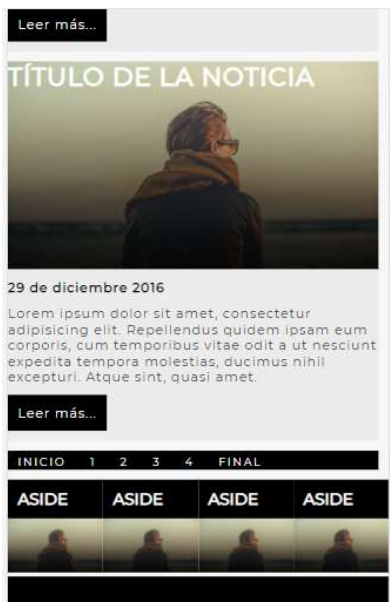 Leer más...
TÍTULO DE LA NOTICIA
29 de diciembre 2016
Lorem ipsum dolor sit amet, consectetur
adipisicing elit. Repellendus quidem ipsam eum
corporis, cum temporibus vitae odit a ut nesciunt
expedita tempora molestias, ducimus nihil
excepturi. Atque sint, quasi amet.
Leer más...
INICIO 1 2 3 4 FINAL
ASIDE ASIDE ASIDE ASIDE